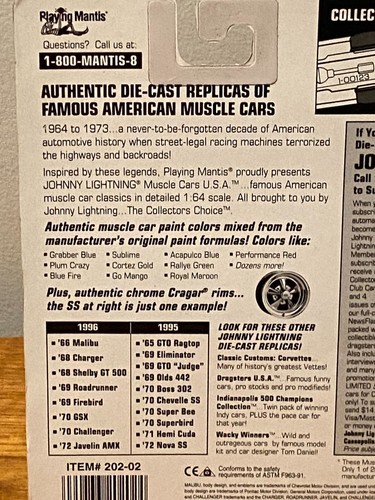 Playing Mantis®
Questions? Call us at:
1-800-MANTIS-8
COLLEC
1-00123
AUTHENTIC DIE-CAST REPLICAS OF
FAMOUS AMERICAN MUSCLE CARS
1964 to 1973...a never-to-be-forgotten decade of American
automotive history when street-legal racing machines terrorized
the highways and backroads!
Inspired by these legends, Playing Mantis® proudly presents
JOHNNY LIGHTNING® Muscle Cars U.S.A.™...famous American
muscle car classics in detailed 1:64 scale. All brought to you by
Johnny Lightning...The Collectors Choice™.
Authentic muscle car paint colors mixed from the
manufacturer's original paint formulas! Colors like:
▪ Grabber Blue ▪ Sublime ▪ Acapulco Blue ▪ Performance Red
▪ Plum Crazy ▪ Cortez Gold ▪ Rallye Green ▪ Dozens more!
▪ Blue Fire ▪ Go Mango ▪ Royal Maroon
Plus, authentic chrome Cragar® rims...
the SS at right is just one example!
1996
▪ '66 Malibu
▪ '68 Charger
▪ '68 Shelby GT 500
▪ '69 Roadrunner
▪ '69 Firebird
▪ '70 GSX
▪ '70 Challenger
▪ '72 Javelin AMX
1995
▪ '65 GTO Ragtop
▪ '69 Eliminator
▪ '69 GTO "Judge"
▪ '69 Olds 442
▪ '70 Boss 302
▪ '70 Chevelle SS
▪ '70 Super Bee
▪ '70 Superbird
▪ '71 Hemi Cuda
▪ '72 Nova SS
ITEM# 202-02
LOOK FOR THESE OTHER
JOHNNY LIGHTNING
DIE-CAST REPLICAS!
Classic Customs: Corvettes...
Many of history's greatest Vettes!
Dragsters U.S.A.™ Famous funny
cars, pro stocks and pro modifieds!
Indianapolis 500 Champions
Collection™...Twin pack of winning
Indy cars, PLUS the pace car for
that year!
Wacky Winners™...Wild and
outrageous cars by famous model
kit and car designer Tom Daniel!
CE Conforms to the safety
requirements of ASTM F963-91.
If Yo
Die-
JO
Call
to Su